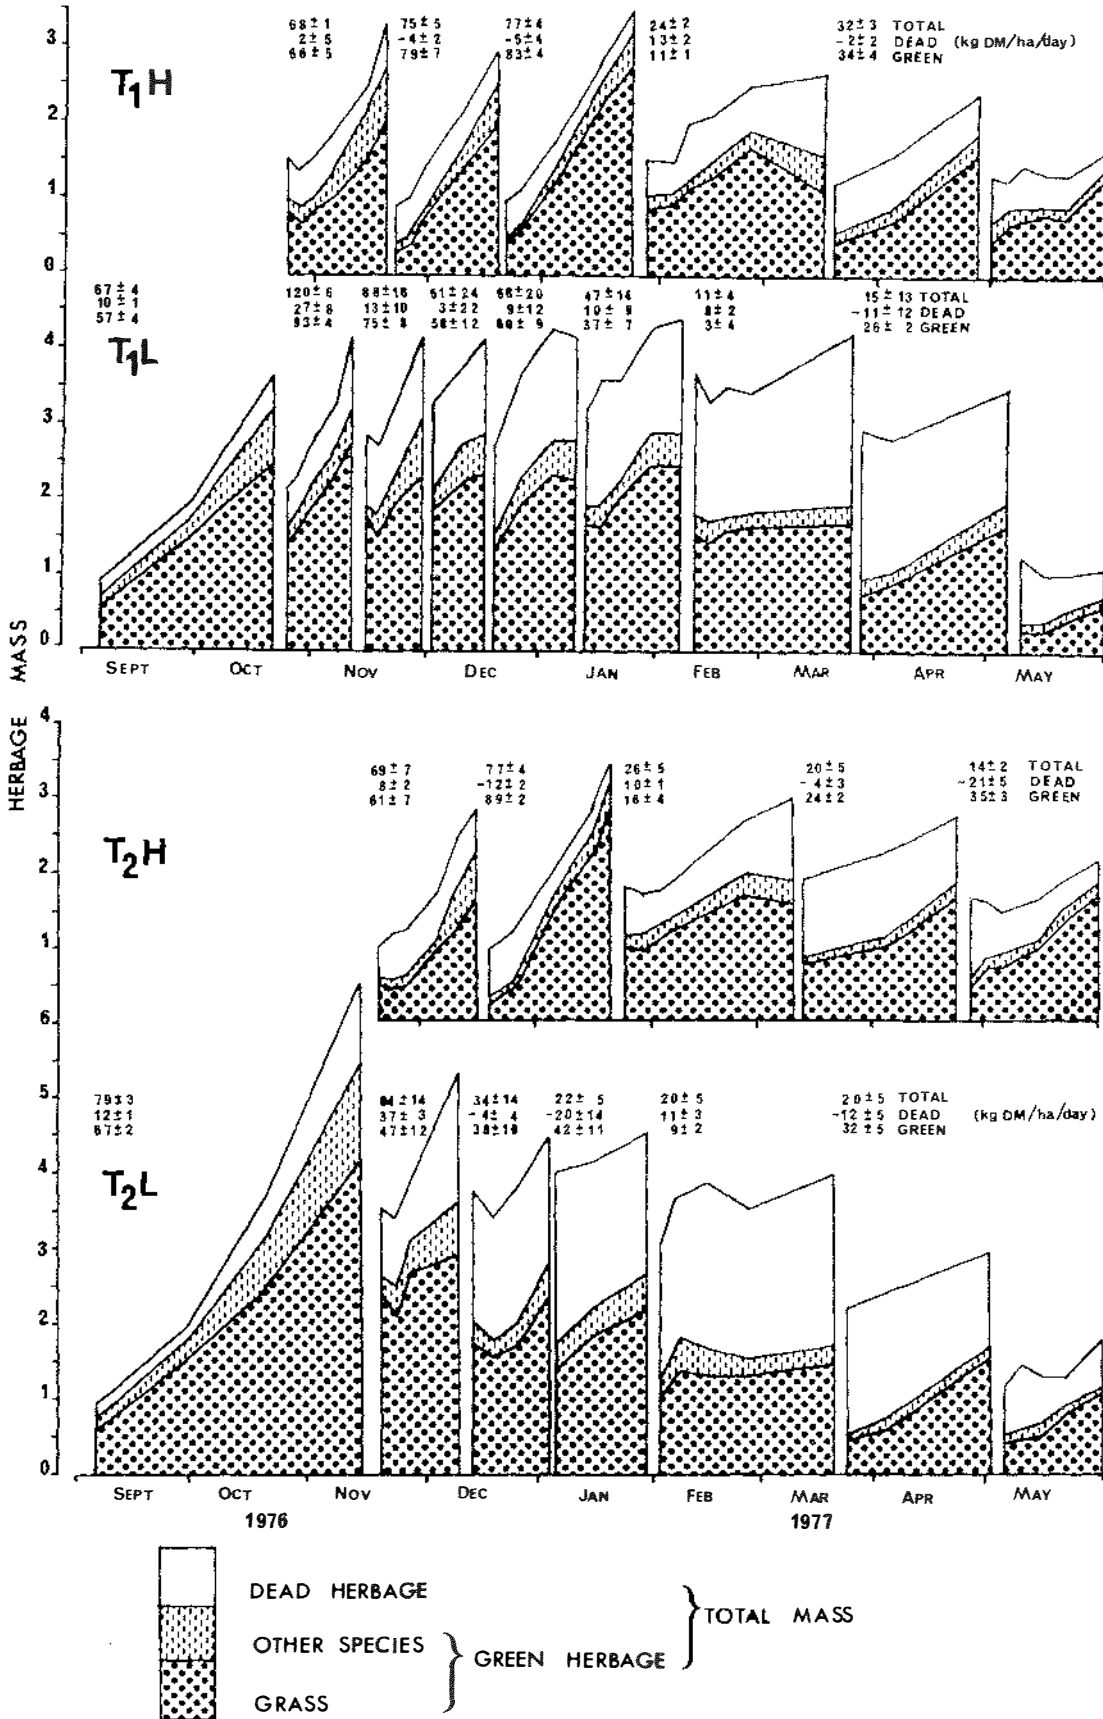 68±1 75±5 77±4 24±2 32±3 TOTAL
2±5 -4±2 -5±4 13±2 -2±2 DEAD (kg DM/ha/day)
66±5 79±7 83±4 11±1 34±4 GREEN
3
T₁H
2
1
0
67±4 120±6 51±24 47±14 11±4 15±13 TOTAL
10±1 13±10 3±22 9±12 10±9 8±2 -11±12 DEAD
57±4 93±4 75±8 37±7 3±4 26±2 GREEN
T₁L
4
3
2
1
0
SEPT OCT NOV DEC JAN FEB MAR APR MAY
HERBAGE MASS
4
69±7 77±4 26±5 20±5 14±2 TOTAL
8±2 -12±2 10±1 -4±3 -21±5 DEAD
61±7 89±2 16±4 24±2 35±3 GREEN
3
T₂H
2
1
6
5
79±3 34±14 22±5 20±5 20±5 TOTAL
12±1 37±3 -4±4 -20±14 11±3 -12±5 DEAD (kg DM/ha/day)
67±2 47±12 42±11 9±2 32±5 GREEN
T₂L
4
3
2
1
0
SEPT OCT NOV DEC JAN FEB MAR APR MAY
1976 1977
DEAD HERBAGE
TOTAL MASS
OTHER SPECIES
GREEN HERBAGE
GRASS